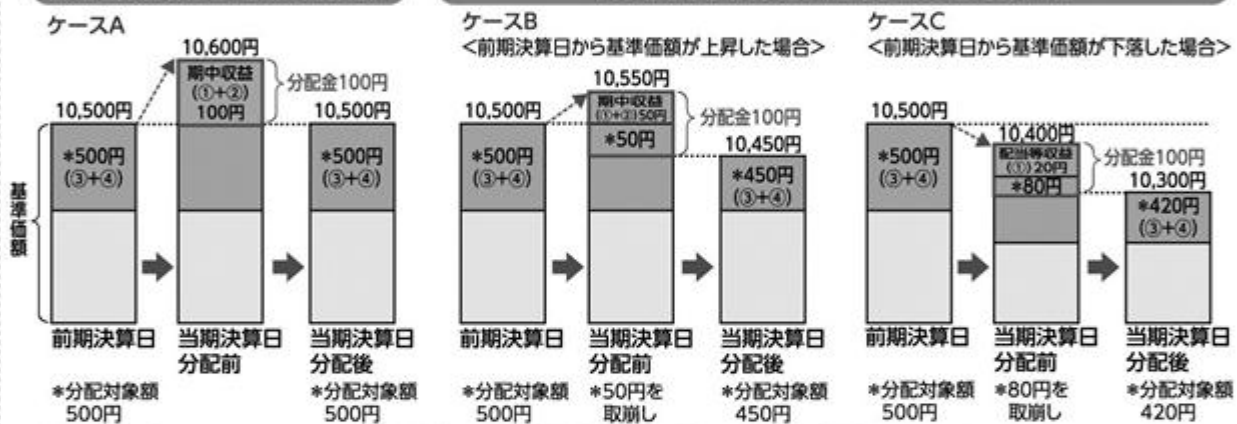 ケースA
10,600円
期中収益
(①+②)
100円
分配金100円
10,500円
10,500円
*500円
(③+④)
*500円
(③+④)
基準価額
前期決算日
当期決算日
分配前
当期決算日
分配後
*分配対象額
500円
*分配対象額
500円
ケースB
<前期決算日から基準価額が上昇した場合>
10,550円
期中収益
(①+②)50円
*50円
分配金100円
10,500円
10,450円
*500円
(③+④)
*450円
(③+④)
前期決算日
当期決算日
分配前
当期決算日
分配後
*分配対象額
500円
*50円を
取崩し
*分配対象額
450円
ケースC
<前期決算日から基準価額が下落した場合>
10,500円
10,400円
配当等収益
(①)20円
*80円
分配金100円
10,300円
*500円
(③+④)
*420円
(③+④)
前期決算日
当期決算日
分配前
当期決算日
分配後
*分配対象額
500円
*80円を
取崩し
*分配対象額
420円